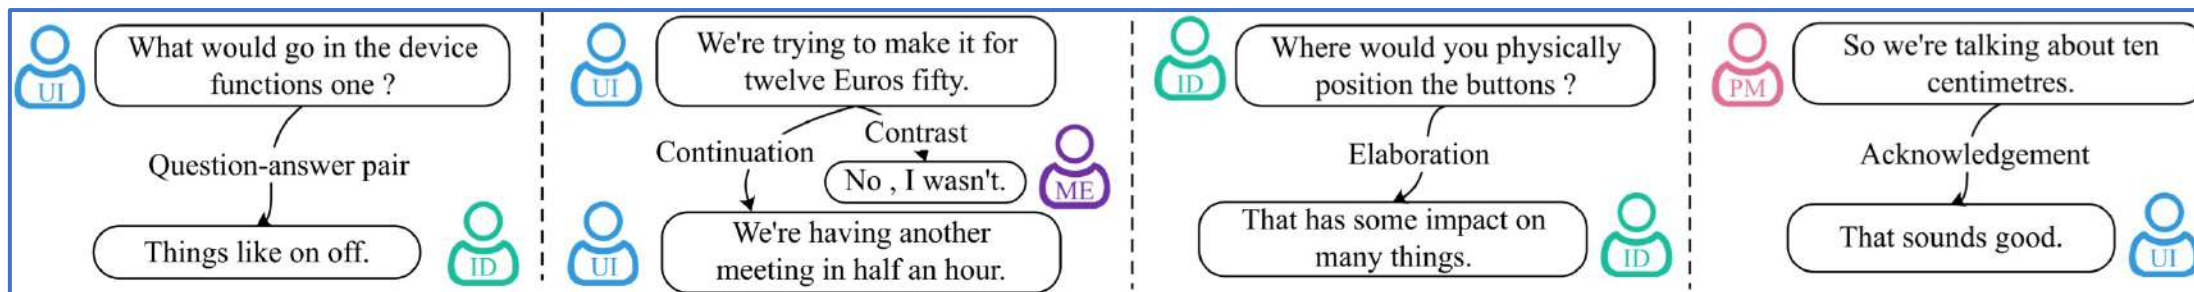 What would go in the device
functions one ?
UI
Question-answer pair
Things like on off.
ID
We're trying to make it for
twelve Euros fifty.
UI
Contrast
Continuation
No , I wasn't.
ME
We're having another
meeting in half an hour.
UI
Where would you physically
position the buttons ?
ID
Elaboration
That has some impact on
many things.
ID
So we're talking about ten
centimetres.
PM
Acknowledgement
That sounds good.
UI